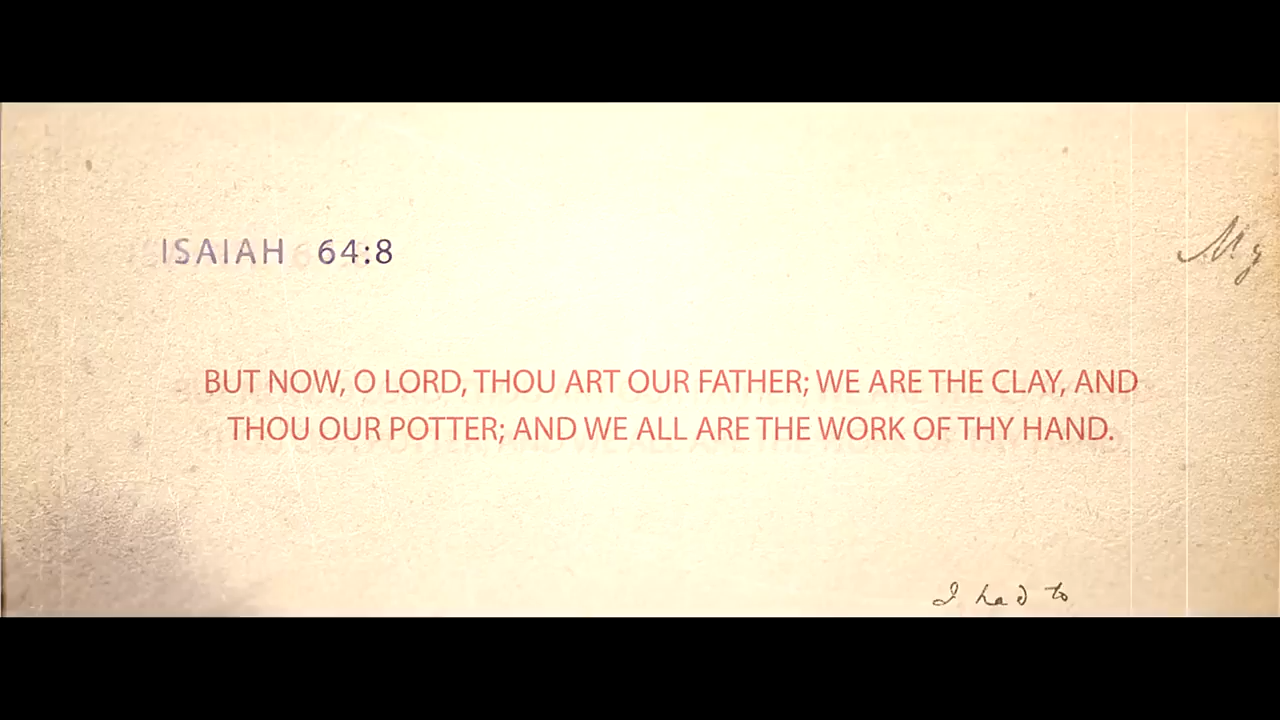 ISAIAH 64:8
My
BUT NOW, O LORD, THOU ART OUR FATHER; WE ARE THE CLAY, AND
THOU OUR POTTER; AND WE ALL ARE THE WORK OF THY HAND.
I had to